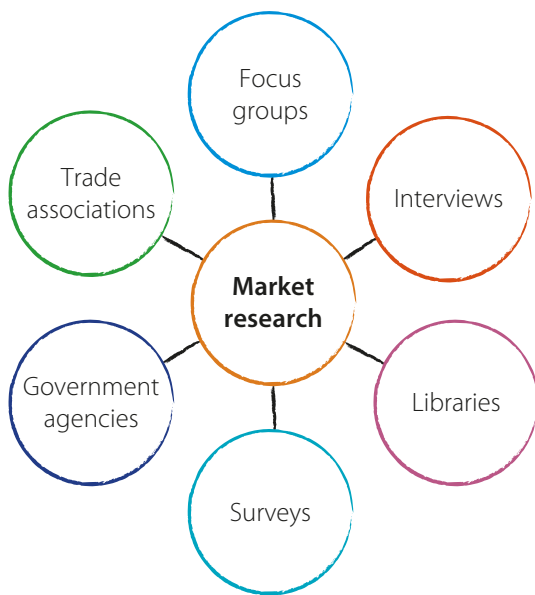 Focus
groups
Trade
associations
Interviews
Market
research
Government
agencies
Libraries
Surveys